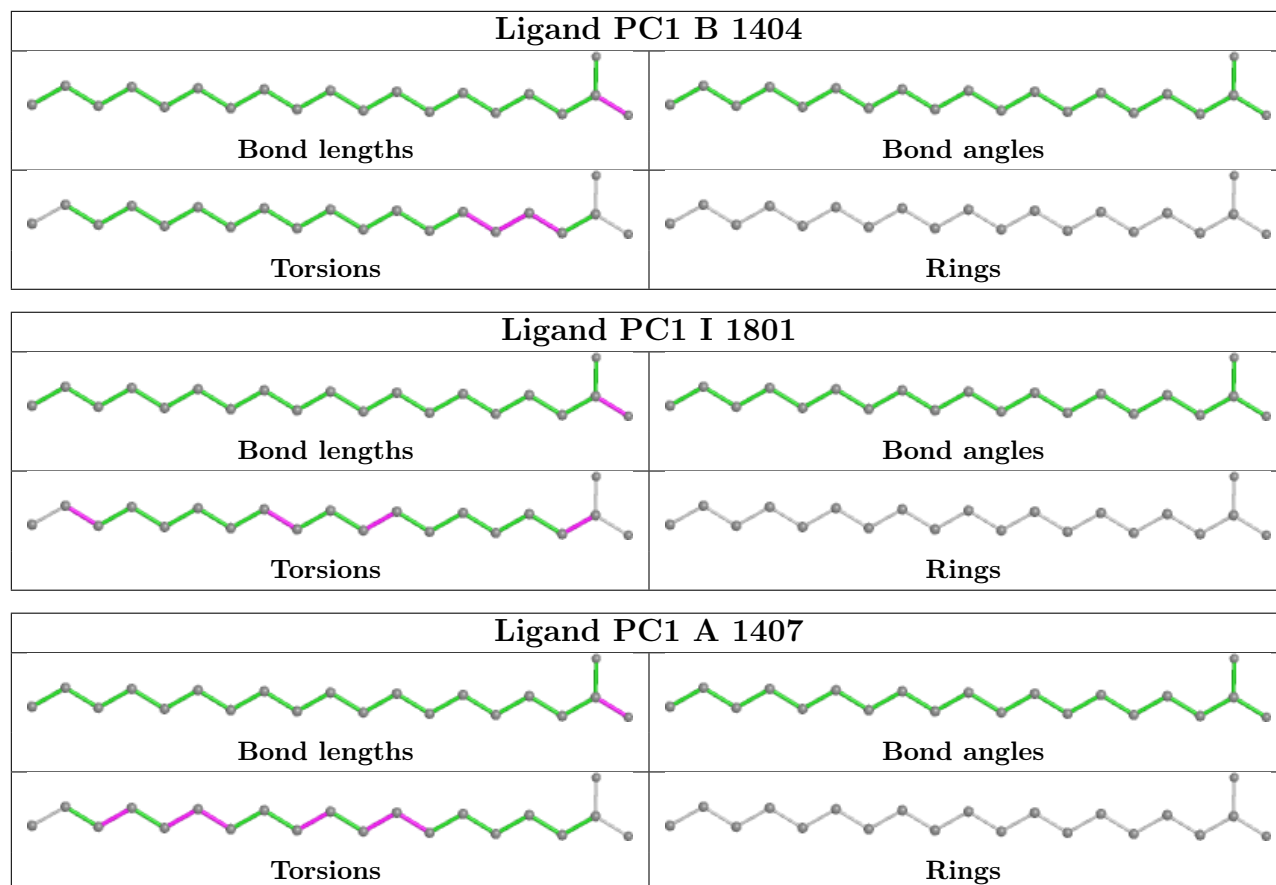 Ligand PC1 B 1404
Bond lengths
Bond angles
Torsions
Rings
Ligand PC1 I 1801
Bond lengths
Bond angles
Torsions
Rings
Ligand PC1 A 1407
Bond lengths
Bond angles
Torsions
Rings